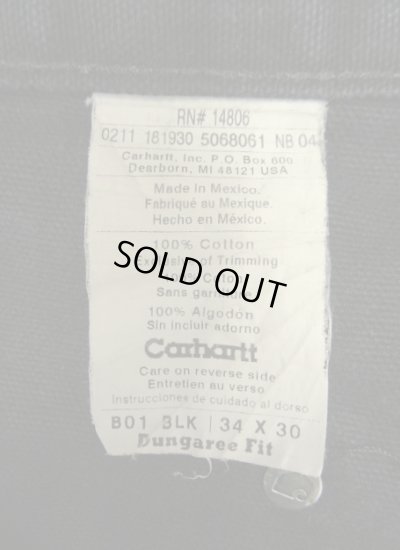 RN# 14806
0211 181930 5068061 NB 04
Carhartt, Inc. P.O. Box 600
Dearborn, MI 48121 USA
Made in Mexico.
Fabriqué au Mexique.
Hecho en México.
100% Cotton
of Trimming
SOLD OUT
Sans
100% Algodón
Sin incluir adorno
Carhartt
Care on reverse side
Entretien au verso
Instrucciones de cuidado al dorso
B01 BLK 34 X 30
Dungaree Fit